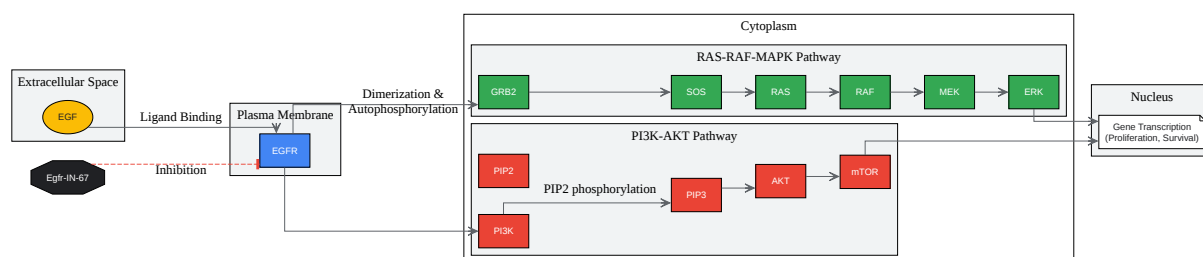 Cytoplasm
RAS-RAF-MAPK Pathway
Extracellular Space
EGF
Ligand Binding
Plasma Membrane
EGFR
Dimerization &
Autophosphorylation
GRB2
SOS
RAS
RAF
MEK
ERK
Nucleus
Gene Transcription
(Proliferation, Survival)
Egfr-IN-67
Inhibition
PI3K-AKT Pathway
PIP2
PI3K
PIP2 phosphorylation
PIP3
AKT
mTOR